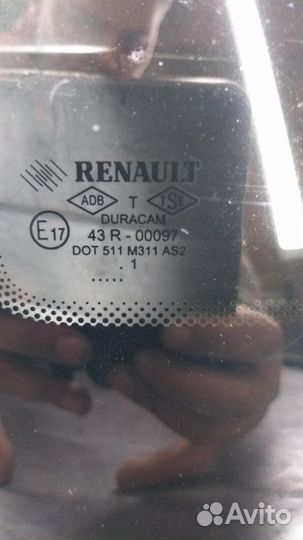 RENAULT
ADB T TSE
DURACAM
E17 43 R - 00097
DOT 511 M311 AS2
. 1
.....
Avito